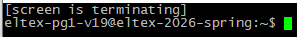 [screen is terminating]
eltex-pg1-v19@eltex-2026-spring:~$